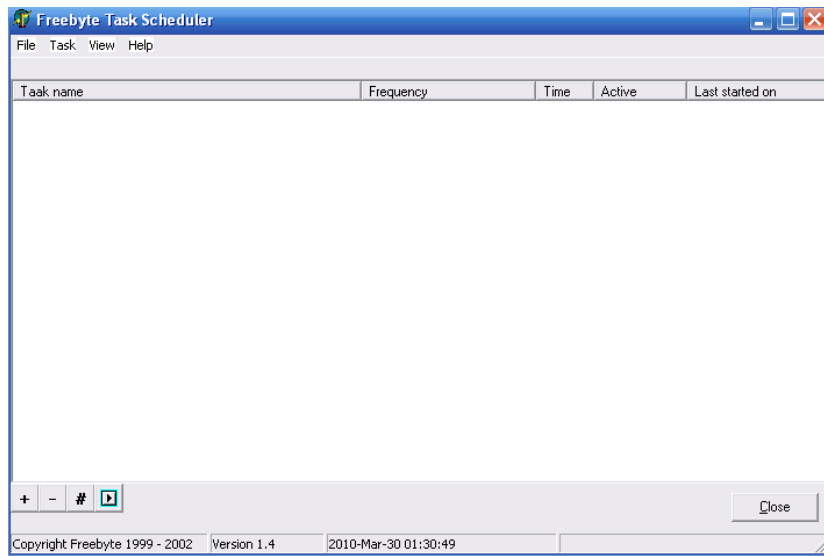 Freebyte Task Scheduler
File Task View Help
Taak name Frequency Time Active Last started on
+ - #
Close
Copyright Freebyte 1999 - 2002 Version 1.4 2010-Mar-30 01:30:49